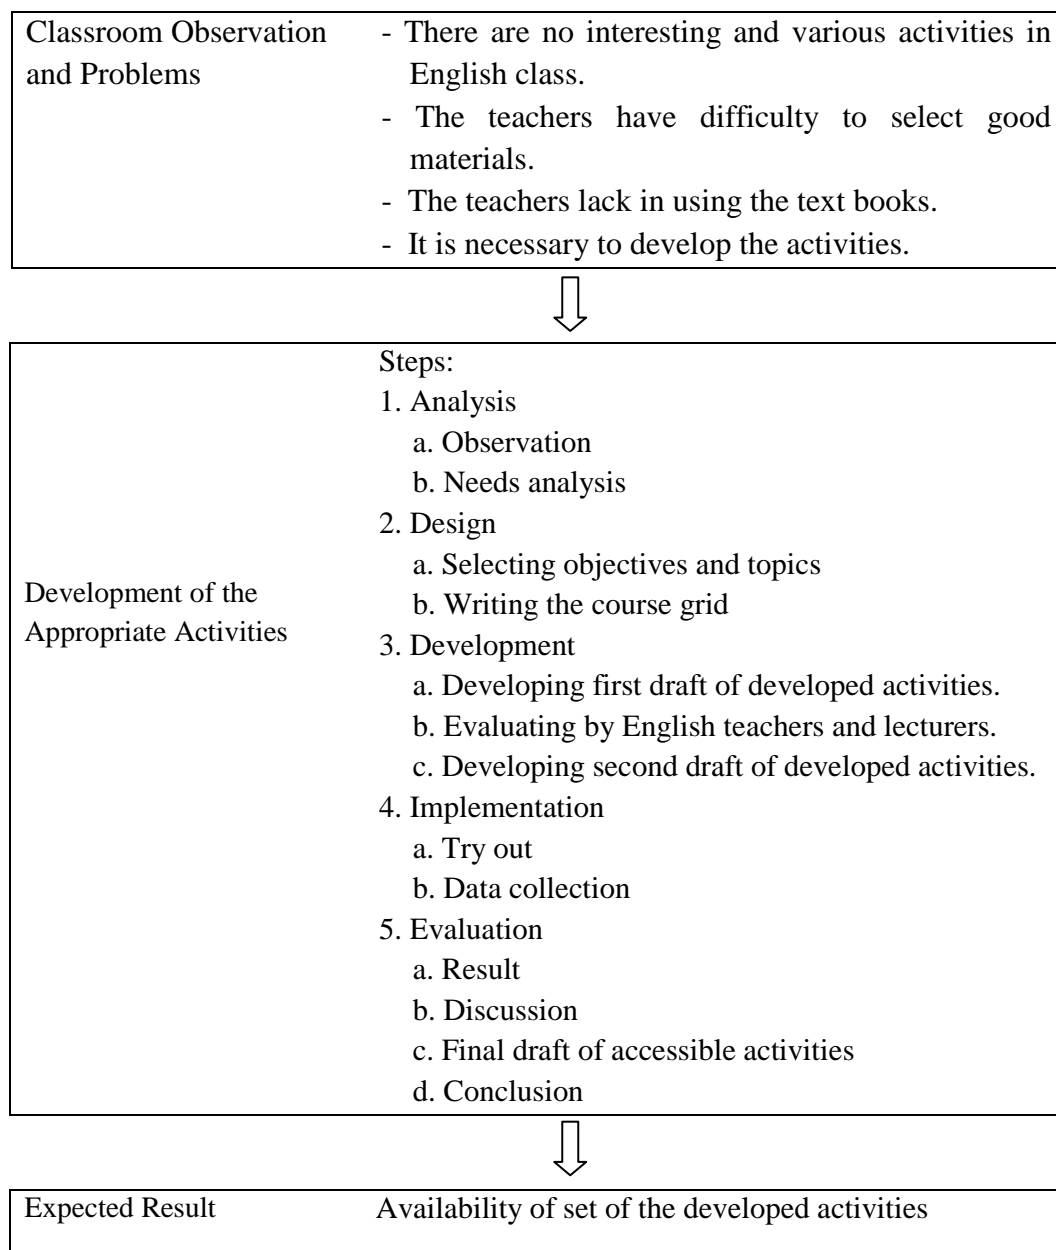 Classroom Observation
and Problems
- There are no interesting and various activities in
English class.
- The teachers have difficulty to select good
materials.
- The teachers lack in using the text books.
- It is necessary to develop the activities.
Development of the
Appropriate Activities
Steps:
1. Analysis
a. Observation
b. Needs analysis
2. Design
a. Selecting objectives and topics
b. Writing the course grid
3. Development
a. Developing first draft of developed activities.
b. Evaluating by English teachers and lecturers.
c. Developing second draft of developed activities.
4. Implementation
a. Try out
b. Data collection
5. Evaluation
a. Result
b. Discussion
c. Final draft of accessible activities
d. Conclusion
Expected Result
Availability of set of the developed activities